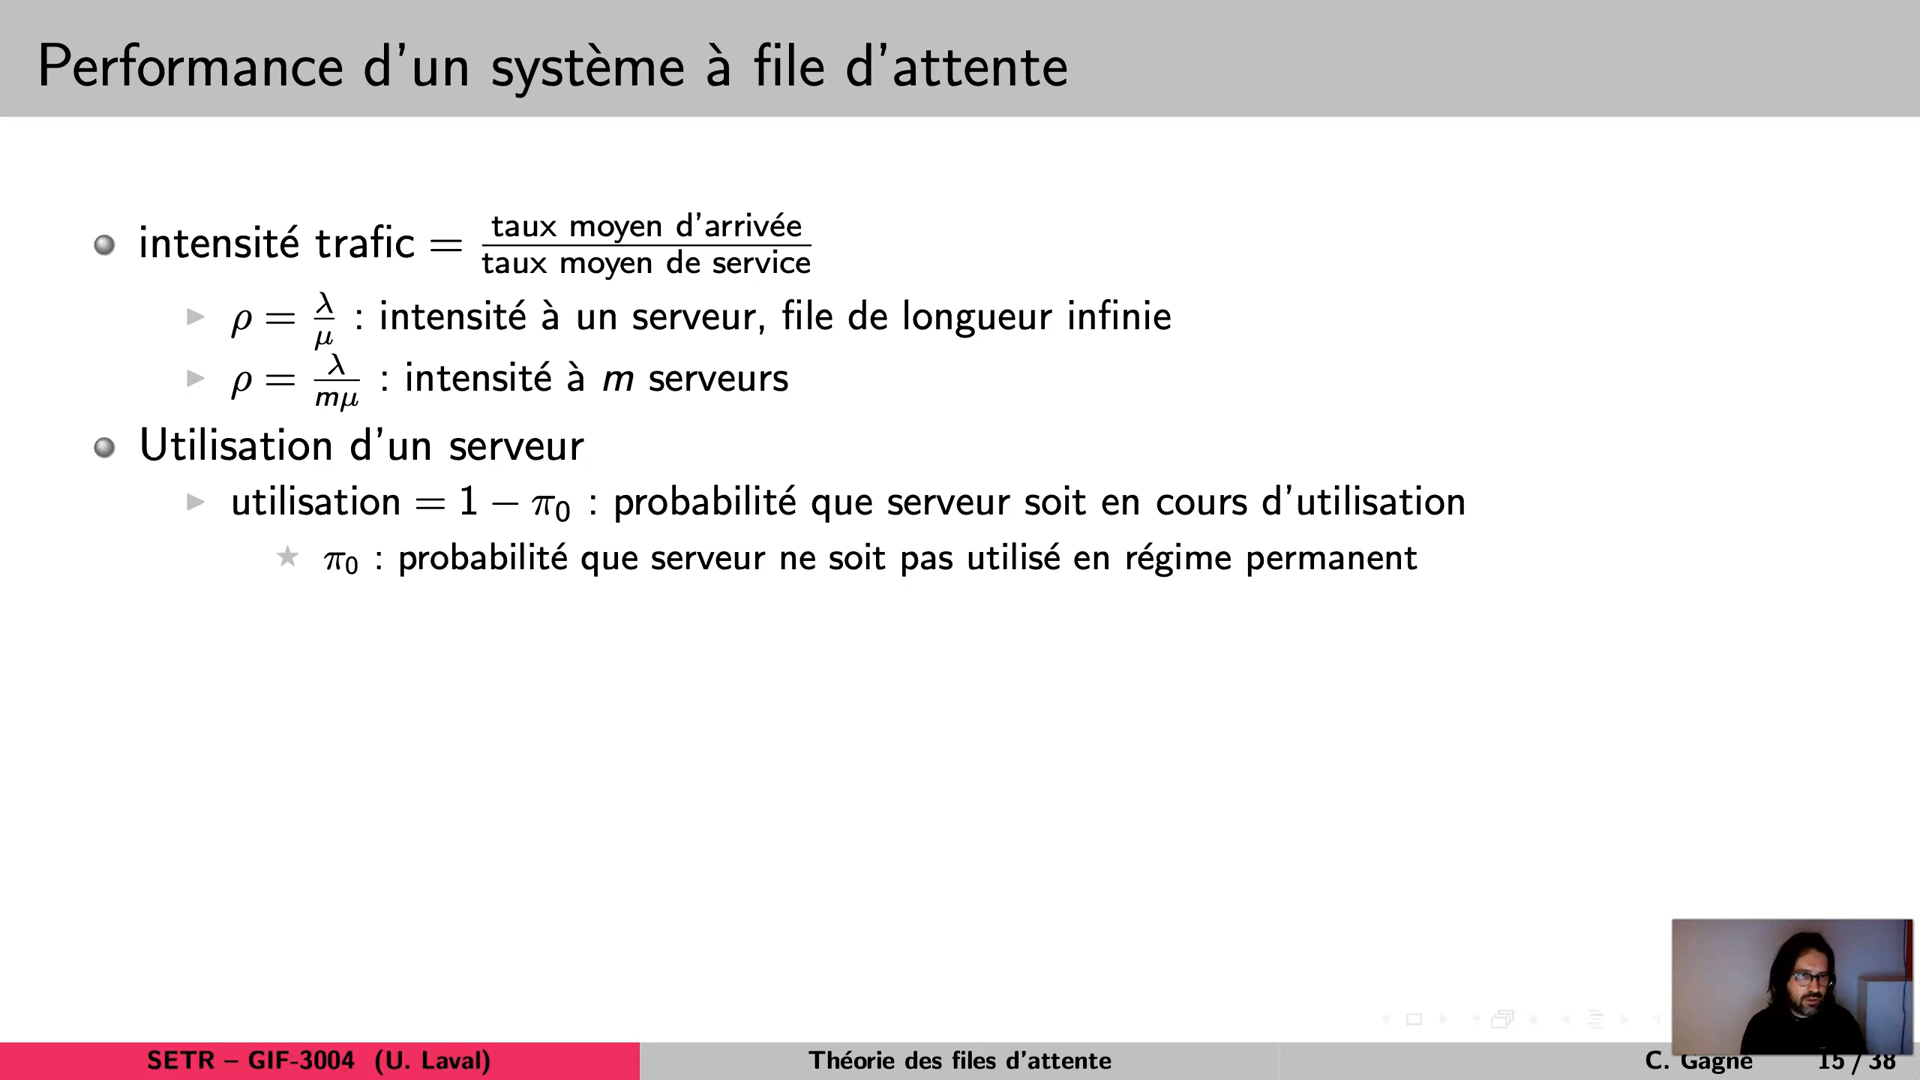 Performance d'un système à file d'attente
intensité trafic = taux moyen d'arrivée / taux moyen de service
ρ = λ/μ : intensité à un serveur, file de longueur infinie
ρ = λ/mμ : intensité à m serveurs
Utilisation d'un serveur
utilisation = 1 − π₀ : probabilité que serveur soit en cours d'utilisation
π₀ : probabilité que serveur ne soit pas utilisé en régime permanent
SETR – GIF-3004 (U. Laval)
Théorie des files d'attente
C. Gagné
15 / 38